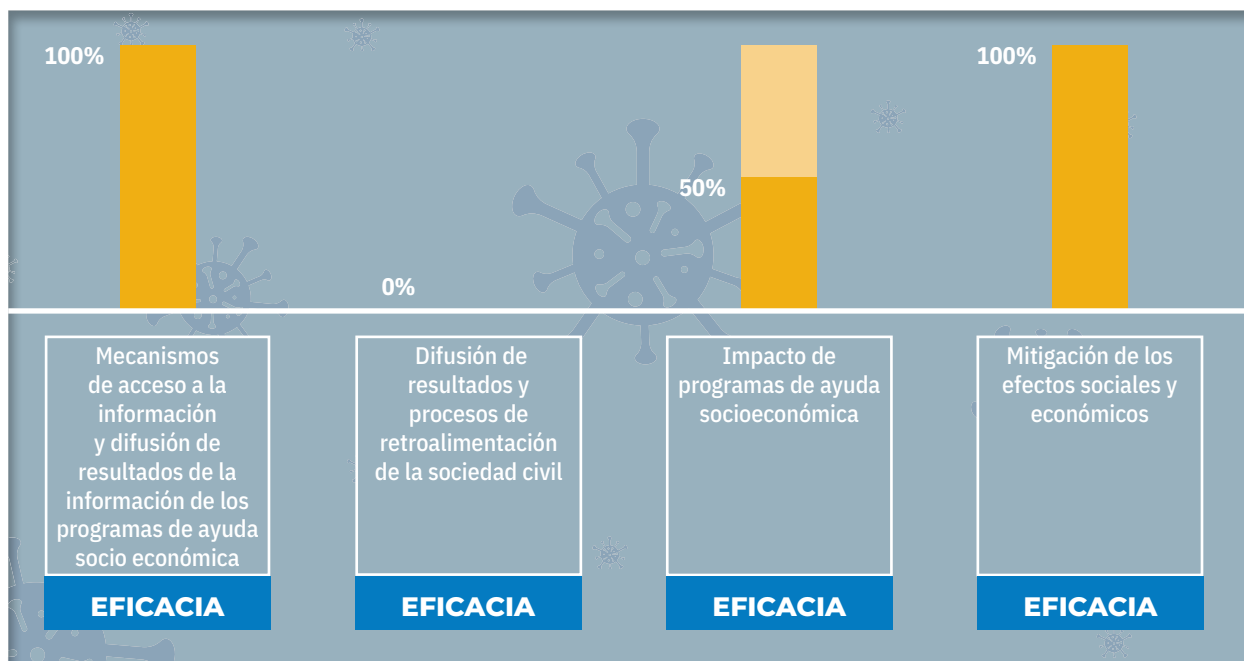 100%
0%
50%
100%
Mecanismos
de acceso a la
información
y difusión de
resultados de la
información de los
programas de ayuda
socio económica
EFICACIA
Difusión de
resultados y
procesos de
retroalimentación
de la sociedad civil
EFICACIA
Impacto de
programas de ayuda
socioeconómica
EFICACIA
Mitigación de los
efectos sociales y
económicos
EFICACIA